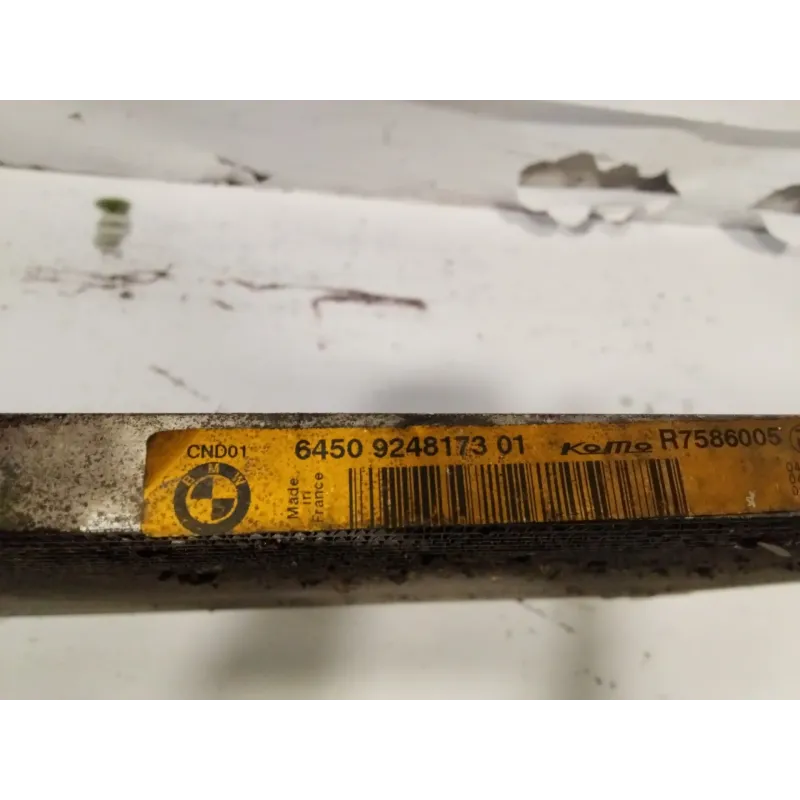 CND01 6450 9248173 01 KoMo R7586005
BMW
Made
in
France